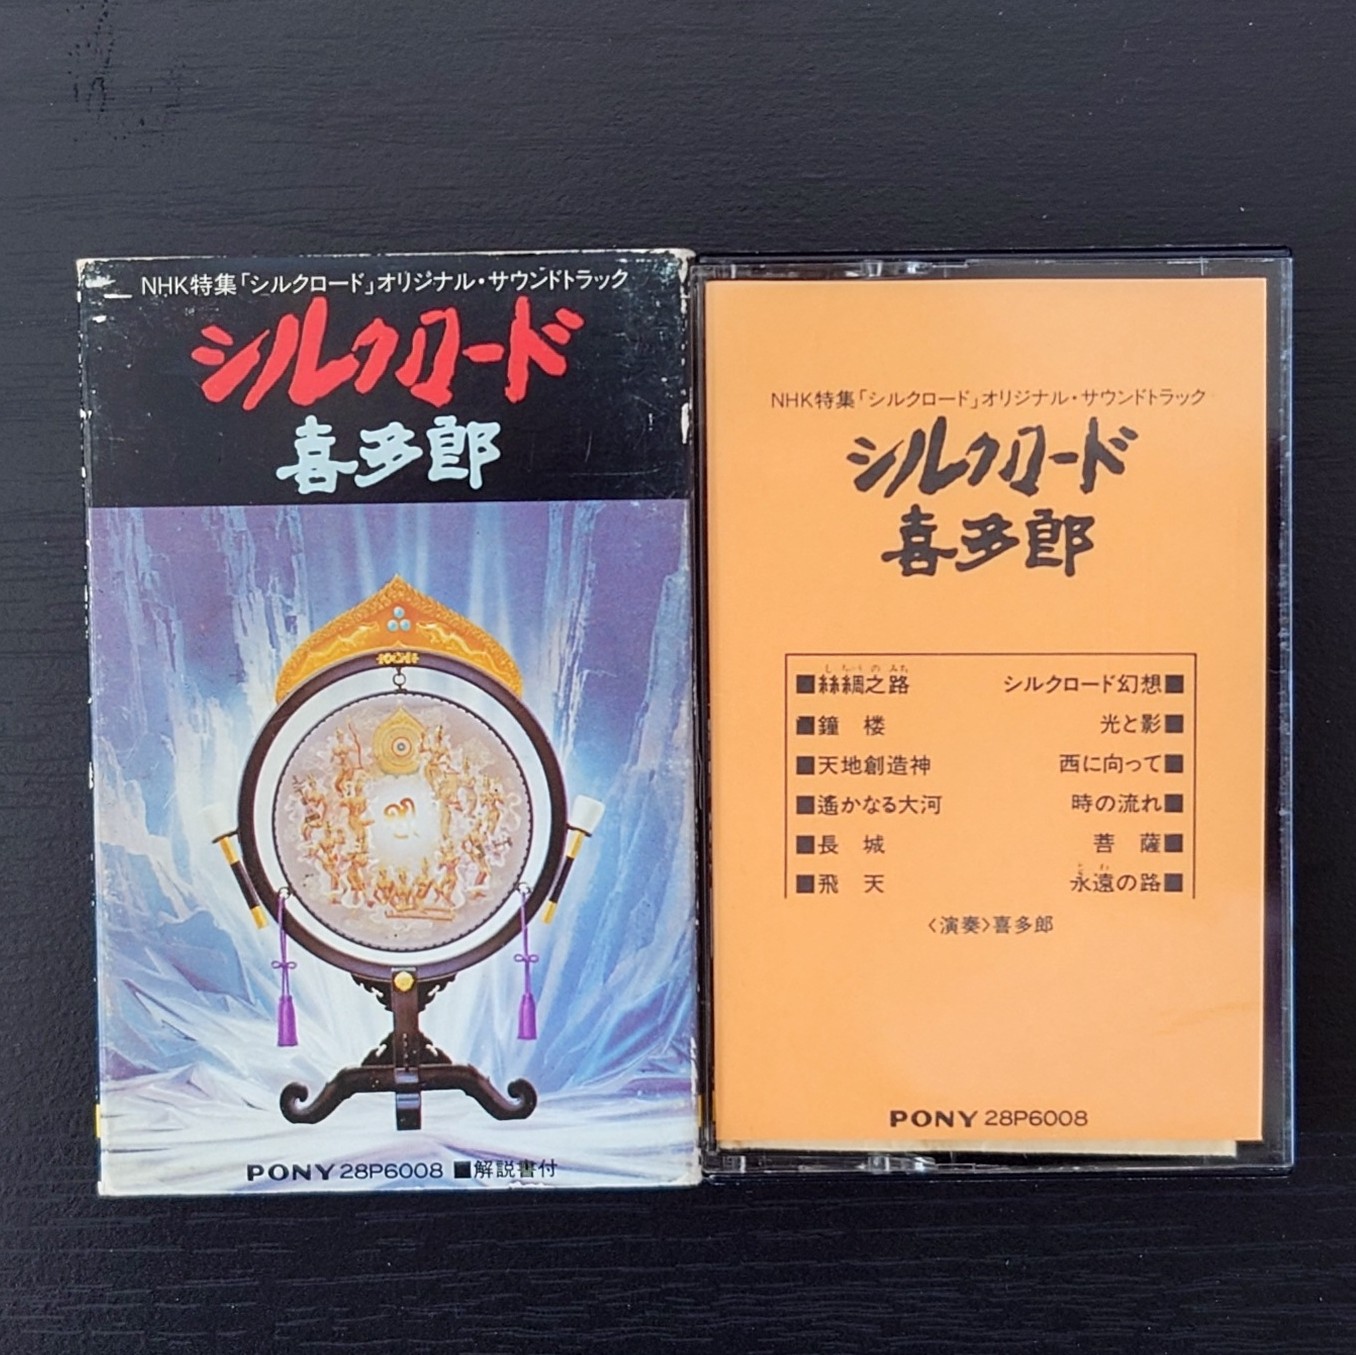 NHK特集「シルクロード」オリジナル・サウンドトラック
シルクロード
喜多郎
PONY 28P6008 ■解説書付
NHK特集「シルクロード」オリジナル・サウンドトラック
シルクロード
喜多郎
■絲綢之路
■鐘 楼
■天地創造神
■遙かなる大河
■長 城
■飛 天
シルクロード幻想■
光と影■
西に向って■
時の流れ■
菩 薩■
とわ
永遠の路■
〈演奏〉喜多郎
PONY 28P6008